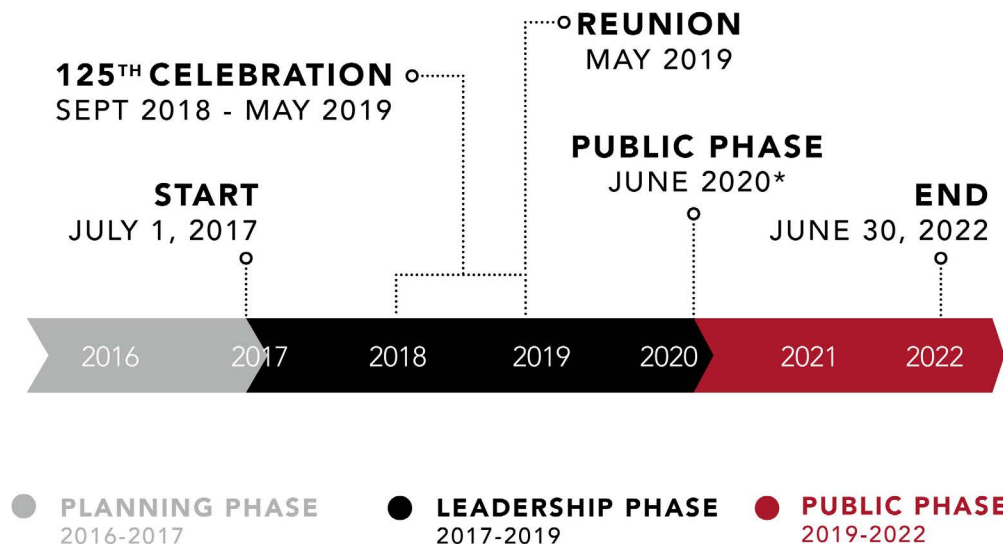 REUNION
MAY 2019
125TH CELEBRATION
SEPT 2018 - MAY 2019
PUBLIC PHASE
JUNE 2020*
START
JULY 1, 2017
END
JUNE 30, 2022
2016 2017 2018 2019 2020 2021 2022
PLANNING PHASE
2016-2017
LEADERSHIP PHASE
2017-2019
PUBLIC PHASE
2019-2022